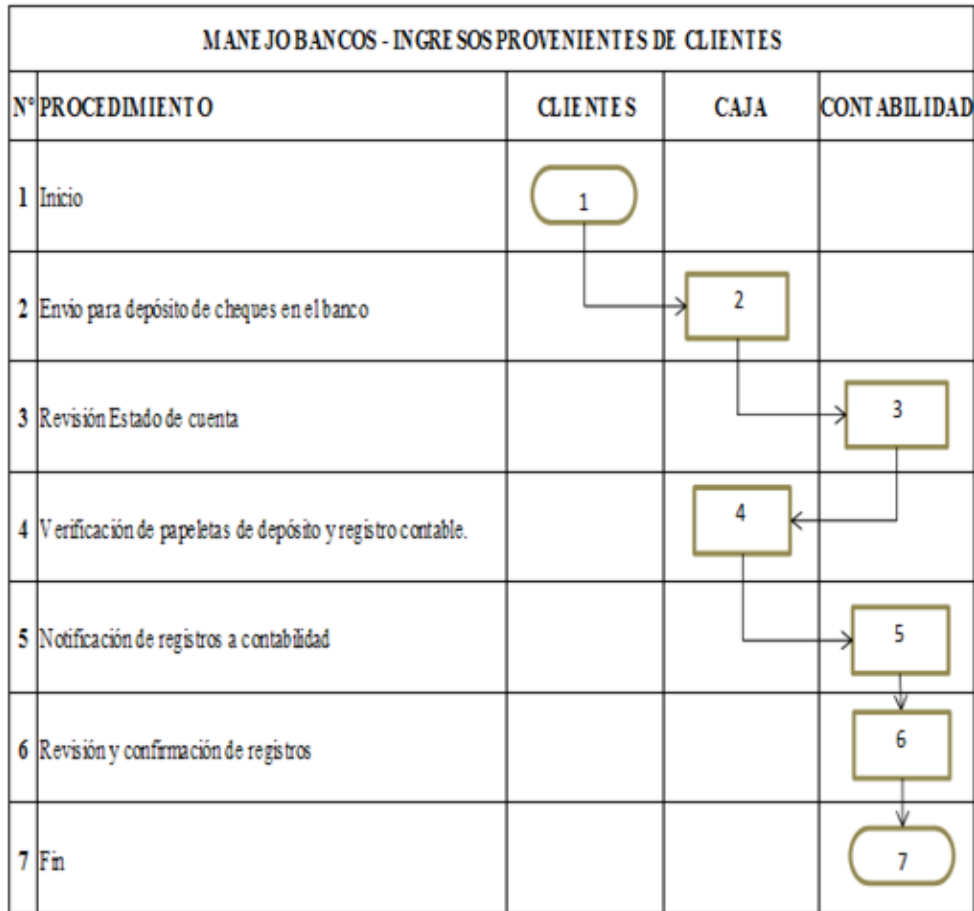 MANEJO BANCOS - INGRESOS PROVENIENTES DE CLIENTES
N° PROCEDIMIENTO CLIENTES CAJA CONTABILIDAD
1 Inicio 1
2 Envío para depósito de cheques en el banco 2
3 Revisión Estado de cuenta 3
4 Verificación de papeletas de depósito y registro contable. 4
5 Notificación de registros a contabilidad 5
6 Revisión y confirmación de registros 6
7 Fin 7